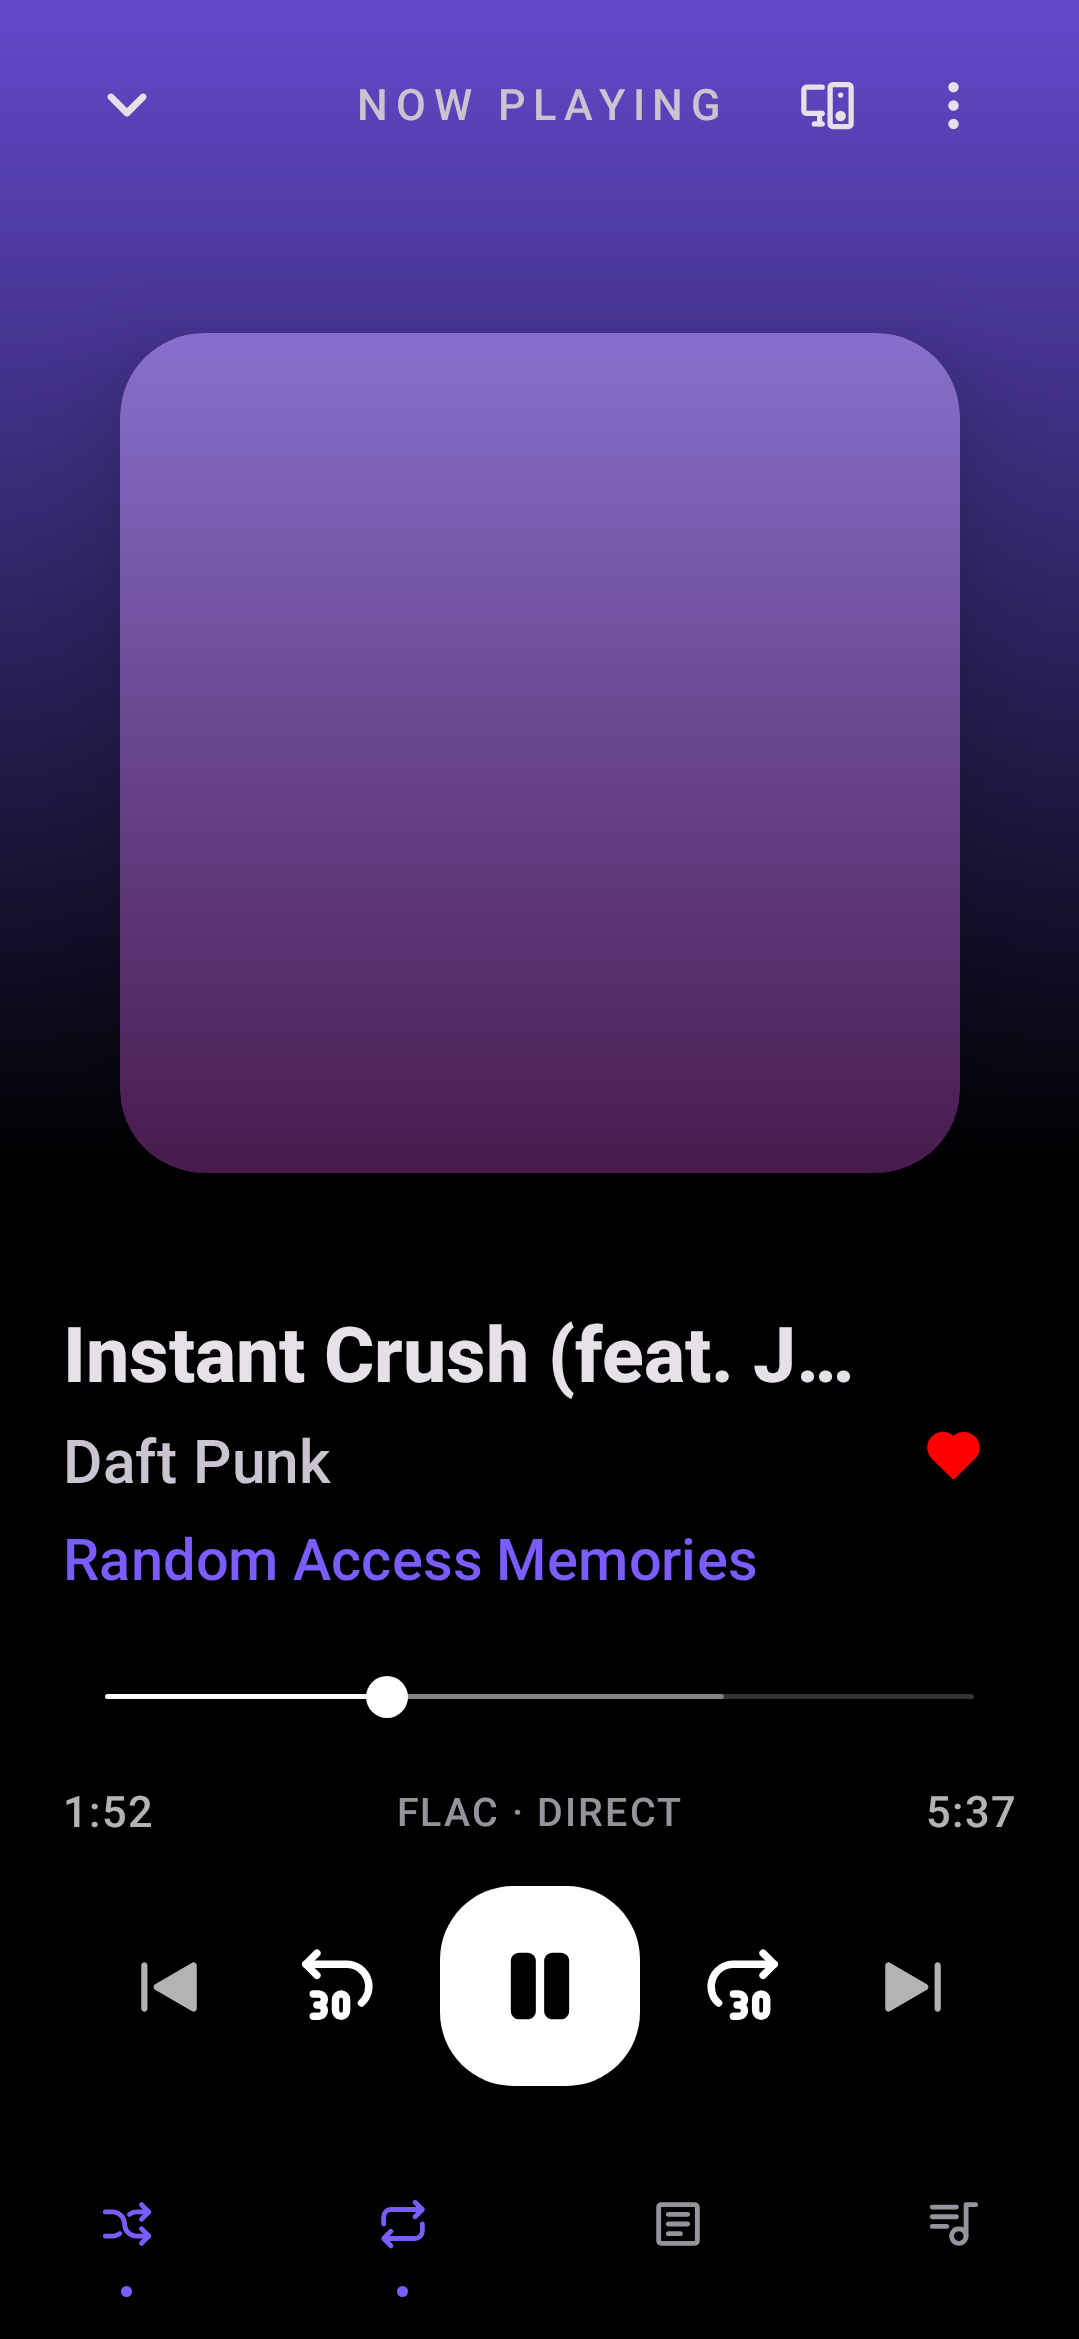 NOW PLAYING
Instant Crush (feat. J...
Daft Punk
Random Access Memories
1:52
FLAC · DIRECT
5:37
30
30